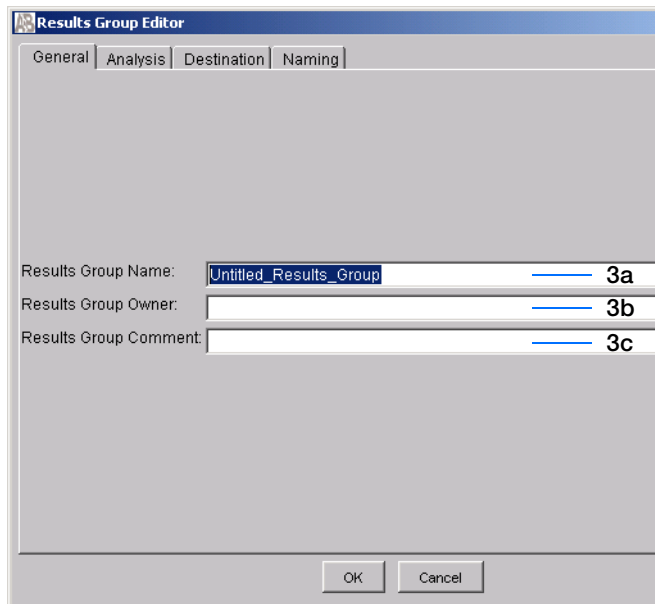 AB Results Group Editor
General Analysis Destination Naming
Results Group Name: Untitled_Results_Group 3a
Results Group Owner: 3b
Results Group Comment: 3c
OK Cancel